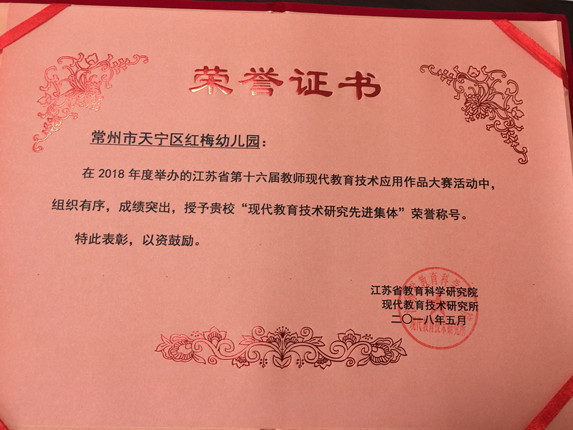 荣誉证书
常州市天宁区红梅幼儿园：
在 2018 年度举办的江苏省第十六届教师现代教育技术应用作品大赛活动中，
组织有序，成绩突出，授予贵校“现代教育技术研究先进集体”荣誉称号。
特此表彰，以资鼓励。
江苏省教育科学研究院
现代教育技术研究所
二〇一八年五月